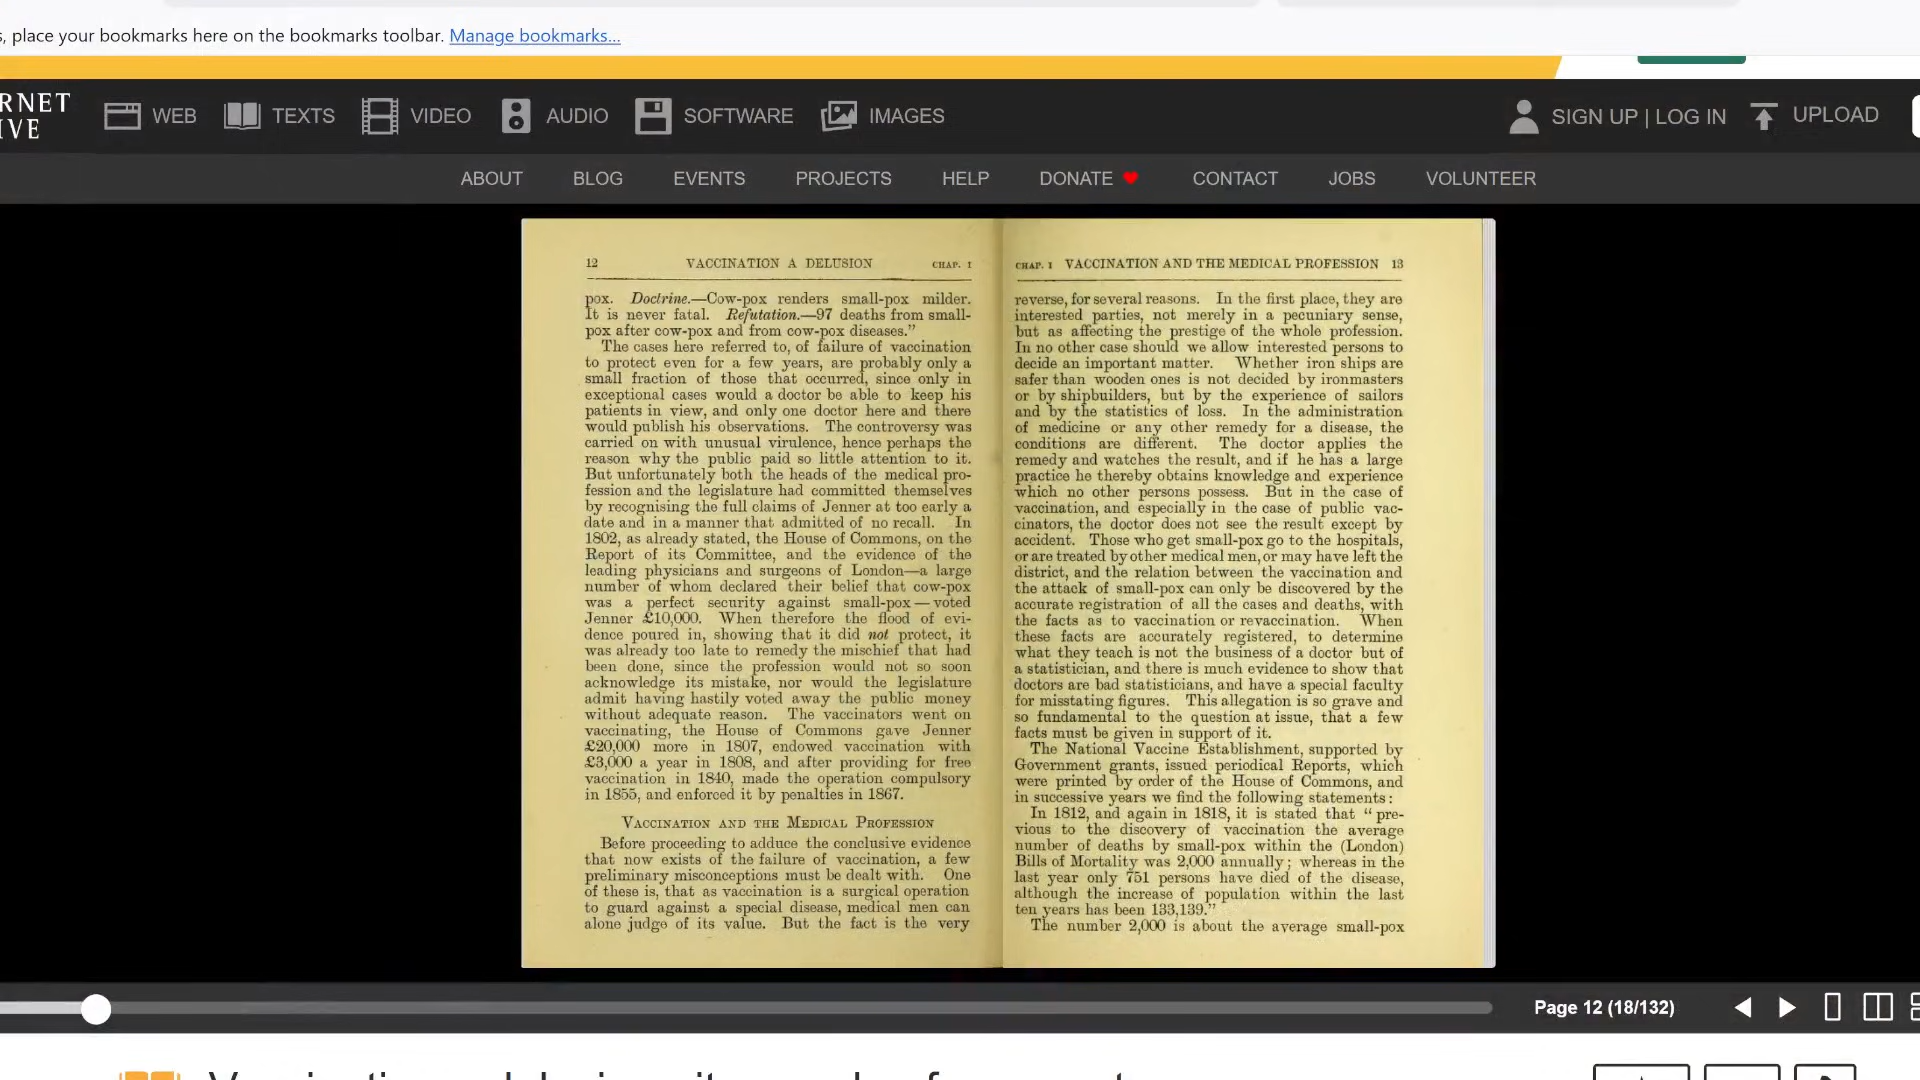 s, place your bookmarks here on the bookmarks toolbar. Manage bookmarks...
RNET
IVE
WEB TEXTS VIDEO AUDIO SOFTWARE IMAGES SIGN UP | LOG IN UPLOAD
ABOUT BLOG EVENTS PROJECTS HELP DONATE CONTACT JOBS VOLUNTEER
12 VACCINATION A DELUSION CHAP. I
pox. Doctrine.—Cow-pox renders small-pox milder.
It is never fatal. Refutation.—97 deaths from small-
pox after cow-pox and from cow-pox diseases.”
The cases here referred to, of failure of vaccination
to protect even for a few years, are probably only a
small fraction of those that occurred, since only in
exceptional cases would a doctor be able to keep his
patients in view, and only one doctor here and there
would publish his observations. The controversy was
carried on with unusual virulence, hence perhaps the
reason why the public paid so little attention to it.
But unfortunately both the heads of the medical pro-
fession and the legislature had committed themselves
by recognising the full claims of Jenner at too early a
date and in a manner that admitted of no recall. In
1802, as already stated, the House of Commons, on the
Report of its Committee, and the evidence of the
leading physicians and surgeons of London—a large
number of whom declared their belief that cow-pox
was a perfect security against small-pox—voted
Jenner £10,000. When therefore the flood of evi-
dence poured in, showing that it did not protect, it
was already too late to remedy the mischief that had
been done, since the profession would not so soon
acknowledge its mistake, nor would the legislature
admit having hastily voted away the public money
without adequate reason. The vaccinators went on
vaccinating, the House of Commons gave Jenner
£20,000 more in 1807, endowed vaccination with
£3,000 a year in 1808, and after providing for free
vaccination in 1840, made the operation compulsory
in 1855, and enforced it by penalties in 1867.
VACCINATION AND THE MEDICAL PROFESSION
Before proceeding to adduce the conclusive evidence
that now exists of the failure of vaccination, a few
preliminary misconceptions must be dealt with. One
of these is, that as vaccination is a surgical operation
to guard against a special disease, medical men can
alone judge of its value. But the fact is the very
CHAP. I VACCINATION AND THE MEDICAL PROFESSION 13
reverse, for several reasons. In the first place, they are
interested parties, not merely in a pecuniary sense,
but as affecting the prestige of the whole profession.
In no other case should we allow interested persons to
decide an important matter. Whether iron ships are
safer than wooden ones is not decided by ironmasters
or by shipbuilders, but by the experience of sailors
and by the statistics of loss. In the administration
of medicine or any other remedy for a disease, the
conditions are different. The doctor applies the
remedy and watches the result, and if he has a large
practice he thereby obtains knowledge and experience
which no other persons possess. But in the case of
vaccination, and especially in the case of public vac-
cinators, the doctor does not see the result except by
accident. Those who get small-pox go to the hospitals,
or are treated by other medical men, or may have left the
district, and the relation between the vaccination and
the attack of small-pox can only be discovered by the
accurate registration of all the cases and deaths, with
the facts as to vaccination or revaccination. When
these facts are accurately registered, to determine
what they teach is not the business of a doctor but of
a statistician, and there is much evidence to show that
doctors are bad statisticians, and have a special faculty
for misstating figures. This allegation is so grave and
so fundamental to the question at issue, that a few
facts must be given in support of it.
The National Vaccine Establishment, supported by
Government grants, issued periodical Reports, which
were printed by order of the House of Commons, and
in successive years we find the following statements:
In 1812, and again in 1818, it is stated that “pre-
vious to the discovery of vaccination the average
number of deaths by small-pox within the (London)
Bills of Mortality was 2,000 annually; whereas in the
last year only 751 persons have died of the disease,
although the increase of population within the last
ten years has been 133,139.”
The number 2,000 is about the average small-pox
Page 12 (18/132)